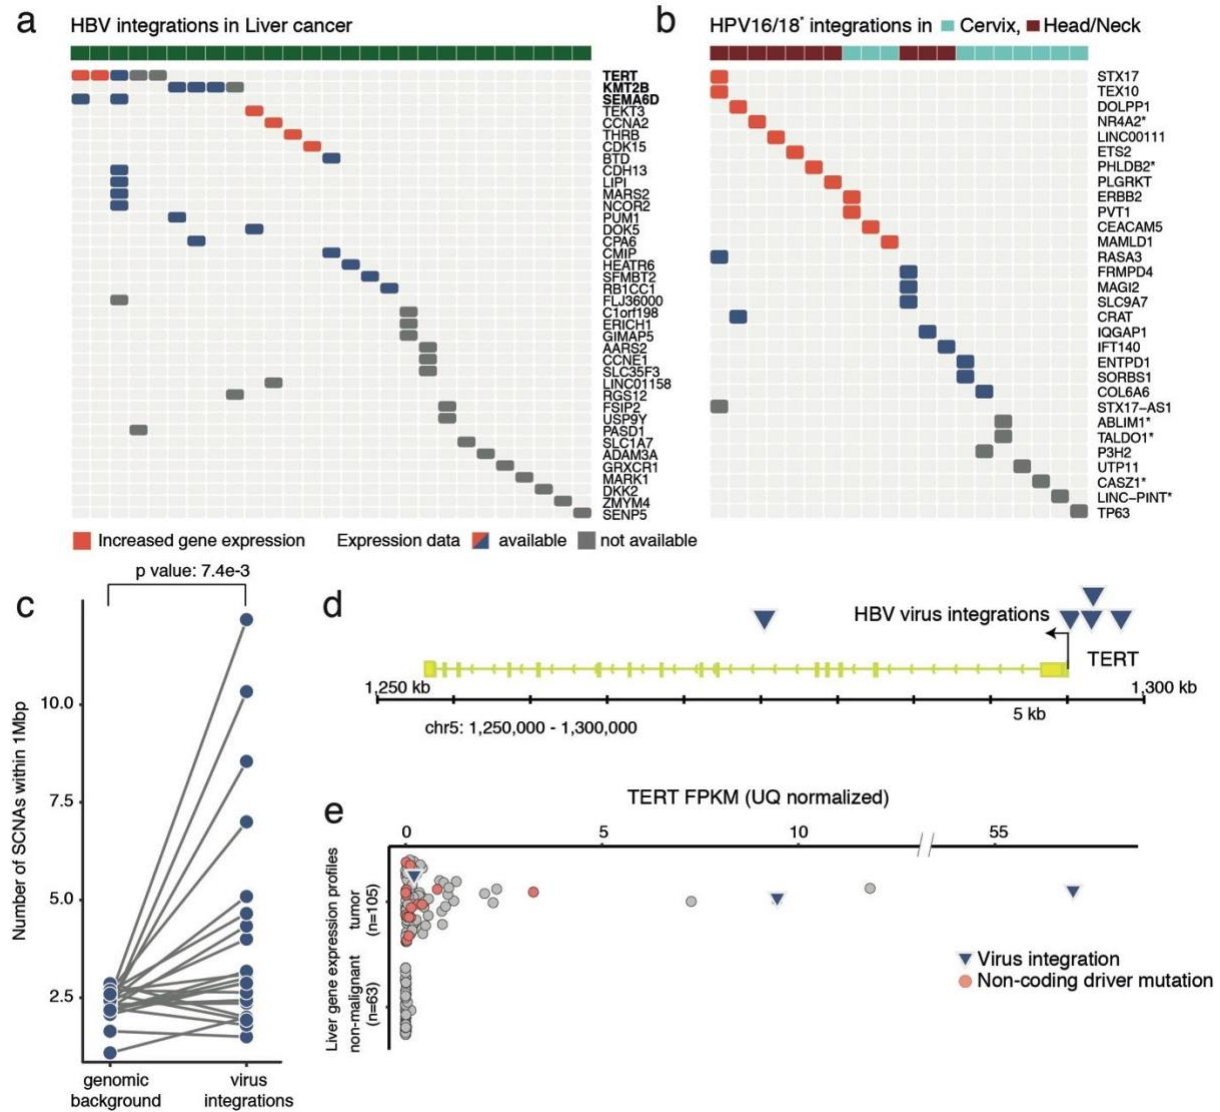 a
HBV integrations in Liver cancer
TERT
KMT2B
SEMA6D
TEKT3
CCNA2
THRB
CDK15
BTD
CDH13
LIPI
MARS2
NCOR2
PUM1
DOK5
CPA6
CMIP
HEATR6
SFMBT2
RB1CC1
FLJ36000
C1orf198
ERICH1
GIMAP5
AARS2
CCNE1
SLC35F3
LINC01158
RGS12
FSIP2
USP9Y
PASD1
SLC1A7
ADAM3A
GRXCR1
MARK1
DKK2
ZMYM4
SENP5
Increased gene expression Expression data available not available
b
HPV16/18* integrations in Cervix, Head/Neck
STX17
TEX10
DOLPP1
NR4A2*
LINC00111
ETS2
PHLDB2*
PLGRKT
ERBB2
PVT1
CEACAM5
MAMLD1
RASA3
FRMPD4
MAGI2
SLC9A7
CRAT
IQGAP1
IFT140
ENTPD1
SORBS1
COL6A6
STX17-AS1
ABLIM1*
TALDO1*
P3H2
UTP11
CASZ1*
LINC-PINT*
TP63
c
p value: 7.4e-3
Number of SCNAs within 1Mbp
10.0
7.5
5.0
2.5
genomic
background
virus
integrations
d
HBV virus integrations
TERT
1,250 kb
1,300 kb
5 kb
chr5: 1,250,000 - 1,300,000
e
TERT FPKM (UQ normalized)
0 5 10 55
Liver gene expression profiles
tumor
(n=105)
non-malignant
(n=63)
Virus integration
Non-coding driver mutation